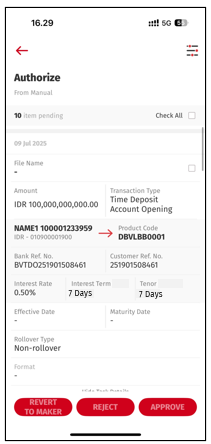 16.29
5G 63
Authorize
From Manual
10 item pending
Check All
09 Jul 2025
File Name
-
Amount
Transaction Type
IDR 100,000,000,000.00
Time Deposit
Account Opening
NAME1 100001233959
Product Code
IDR - 010900001900
DBVLBB0001
Bank Ref. No.
Customer Ref. No.
BVTDO251901508461
251901508461
Interest Rate
Interest Term
Tenor
0.50%
7 Days
7 Days
Effective Date
Maturity Date
-
-
Rollover Type
Non-rollover
Format
-
REVERT
TO MAKER
REJECT
APPROVE